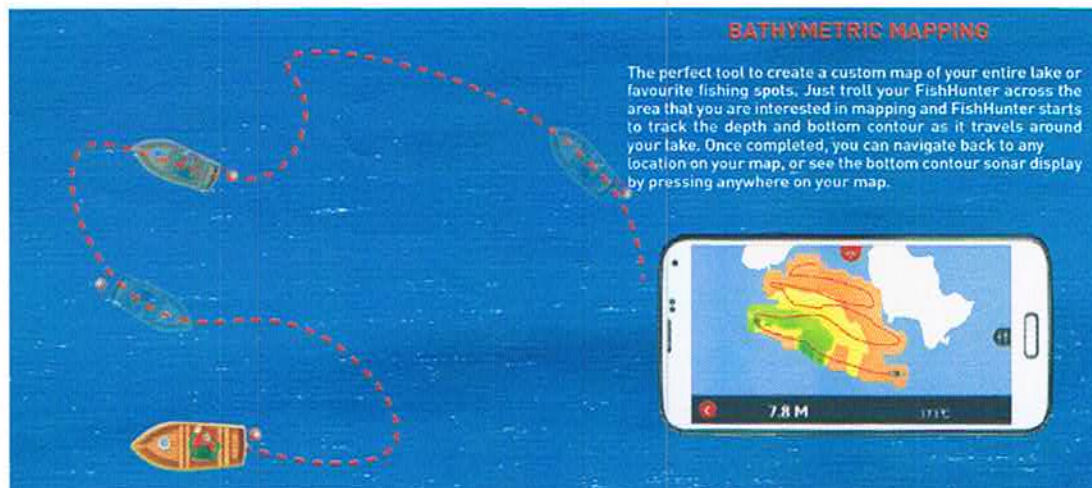 BATHYMETRIC MAPPING
The perfect tool to create a custom map of your entire lake or
favourite fishing spots. Just troll your FishHunter across the
area that you are interested in mapping and FishHunter starts
to track the depth and bottom contour as it travels around
your lake. Once completed, you can navigate back to any
location on your map, or see the bottom contour sonar display
by pressing anywhere on your map.
7.8 M